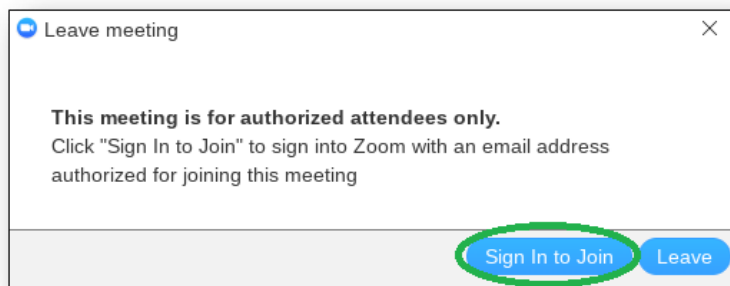 Leave meeting
This meeting is for authorized attendees only.
Click "Sign In to Join" to sign into Zoom with an email address
authorized for joining this meeting
Sign In to Join Leave